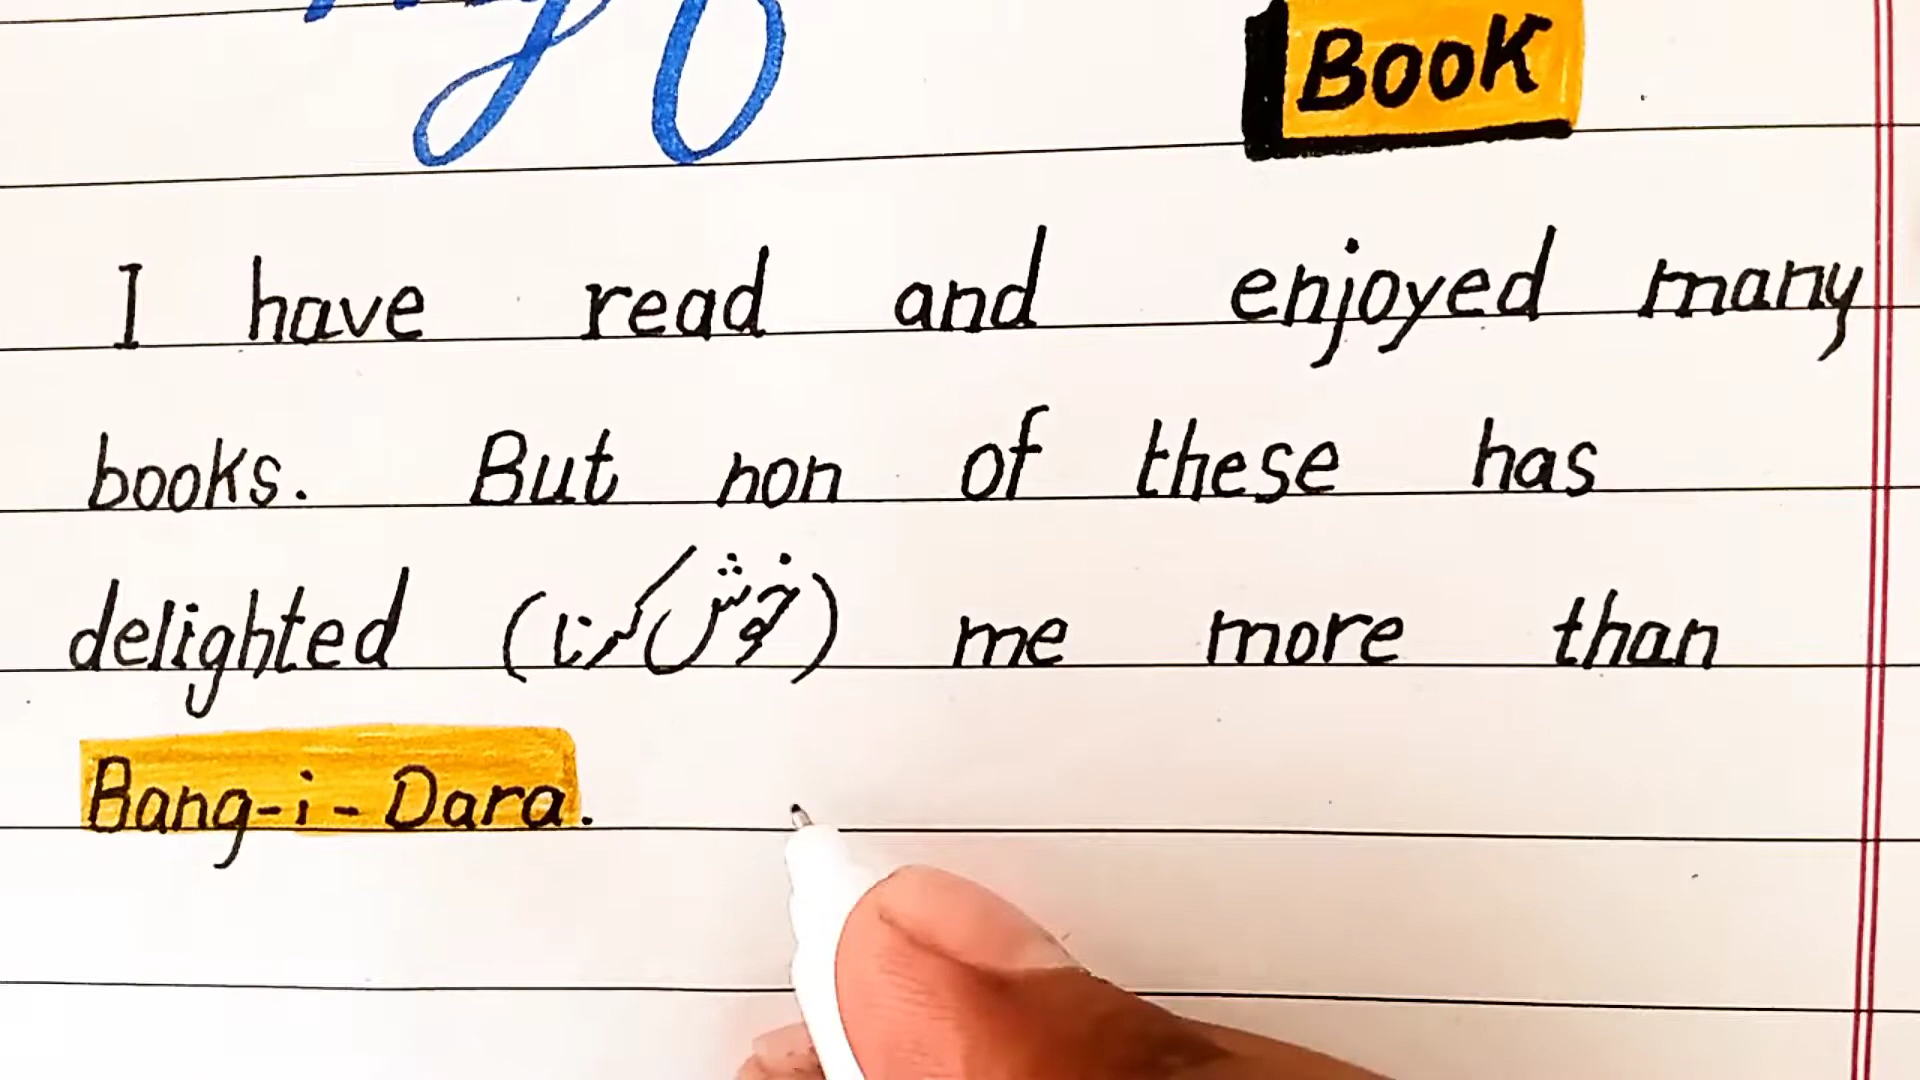 BOOK
I have read and enjoyed many
books. But non of these has
delighted (خوش کرنا) me more than
Bang-i-Dara.